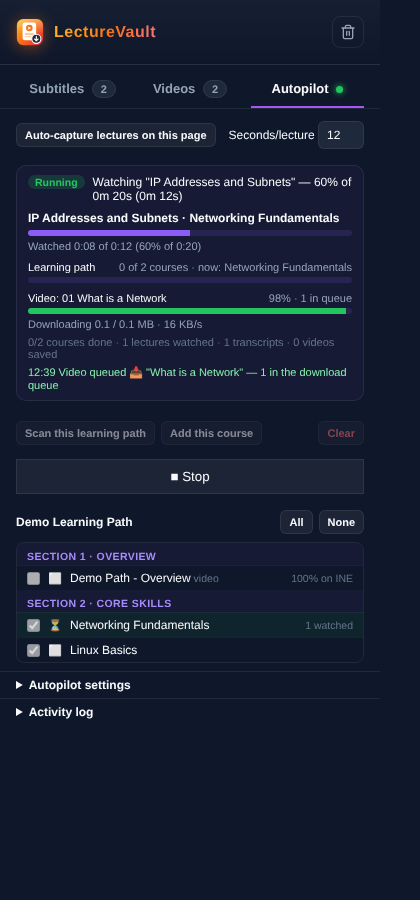 LectureVault
Subtitles 2 Videos 2 Autopilot
Auto-capture lectures on this page Seconds/lecture 12
Running Watching "IP Addresses and Subnets" — 60% of
0m 20s (0m 12s)
IP Addresses and Subnets · Networking Fundamentals
Watched 0:08 of 0:12 (60% of 0:20)
Learning path 0 of 2 courses · now: Networking Fundamentals
Video: 01 What is a Network 98% · 1 in queue
Downloading 0.1 / 0.1 MB · 16 KB/s
0/2 courses done · 1 lectures watched · 1 transcripts · 0 videos
saved
12:39 Video queued 📥 "What is a Network" — 1 in the download
queue
Scan this learning path Add this course Clear
■ Stop
Demo Learning Path All None
SECTION 1 · OVERVIEW
Demo Path - Overview video 100% on INE
SECTION 2 · CORE SKILLS
Networking Fundamentals 1 watched
Linux Basics
Autopilot settings
Activity log